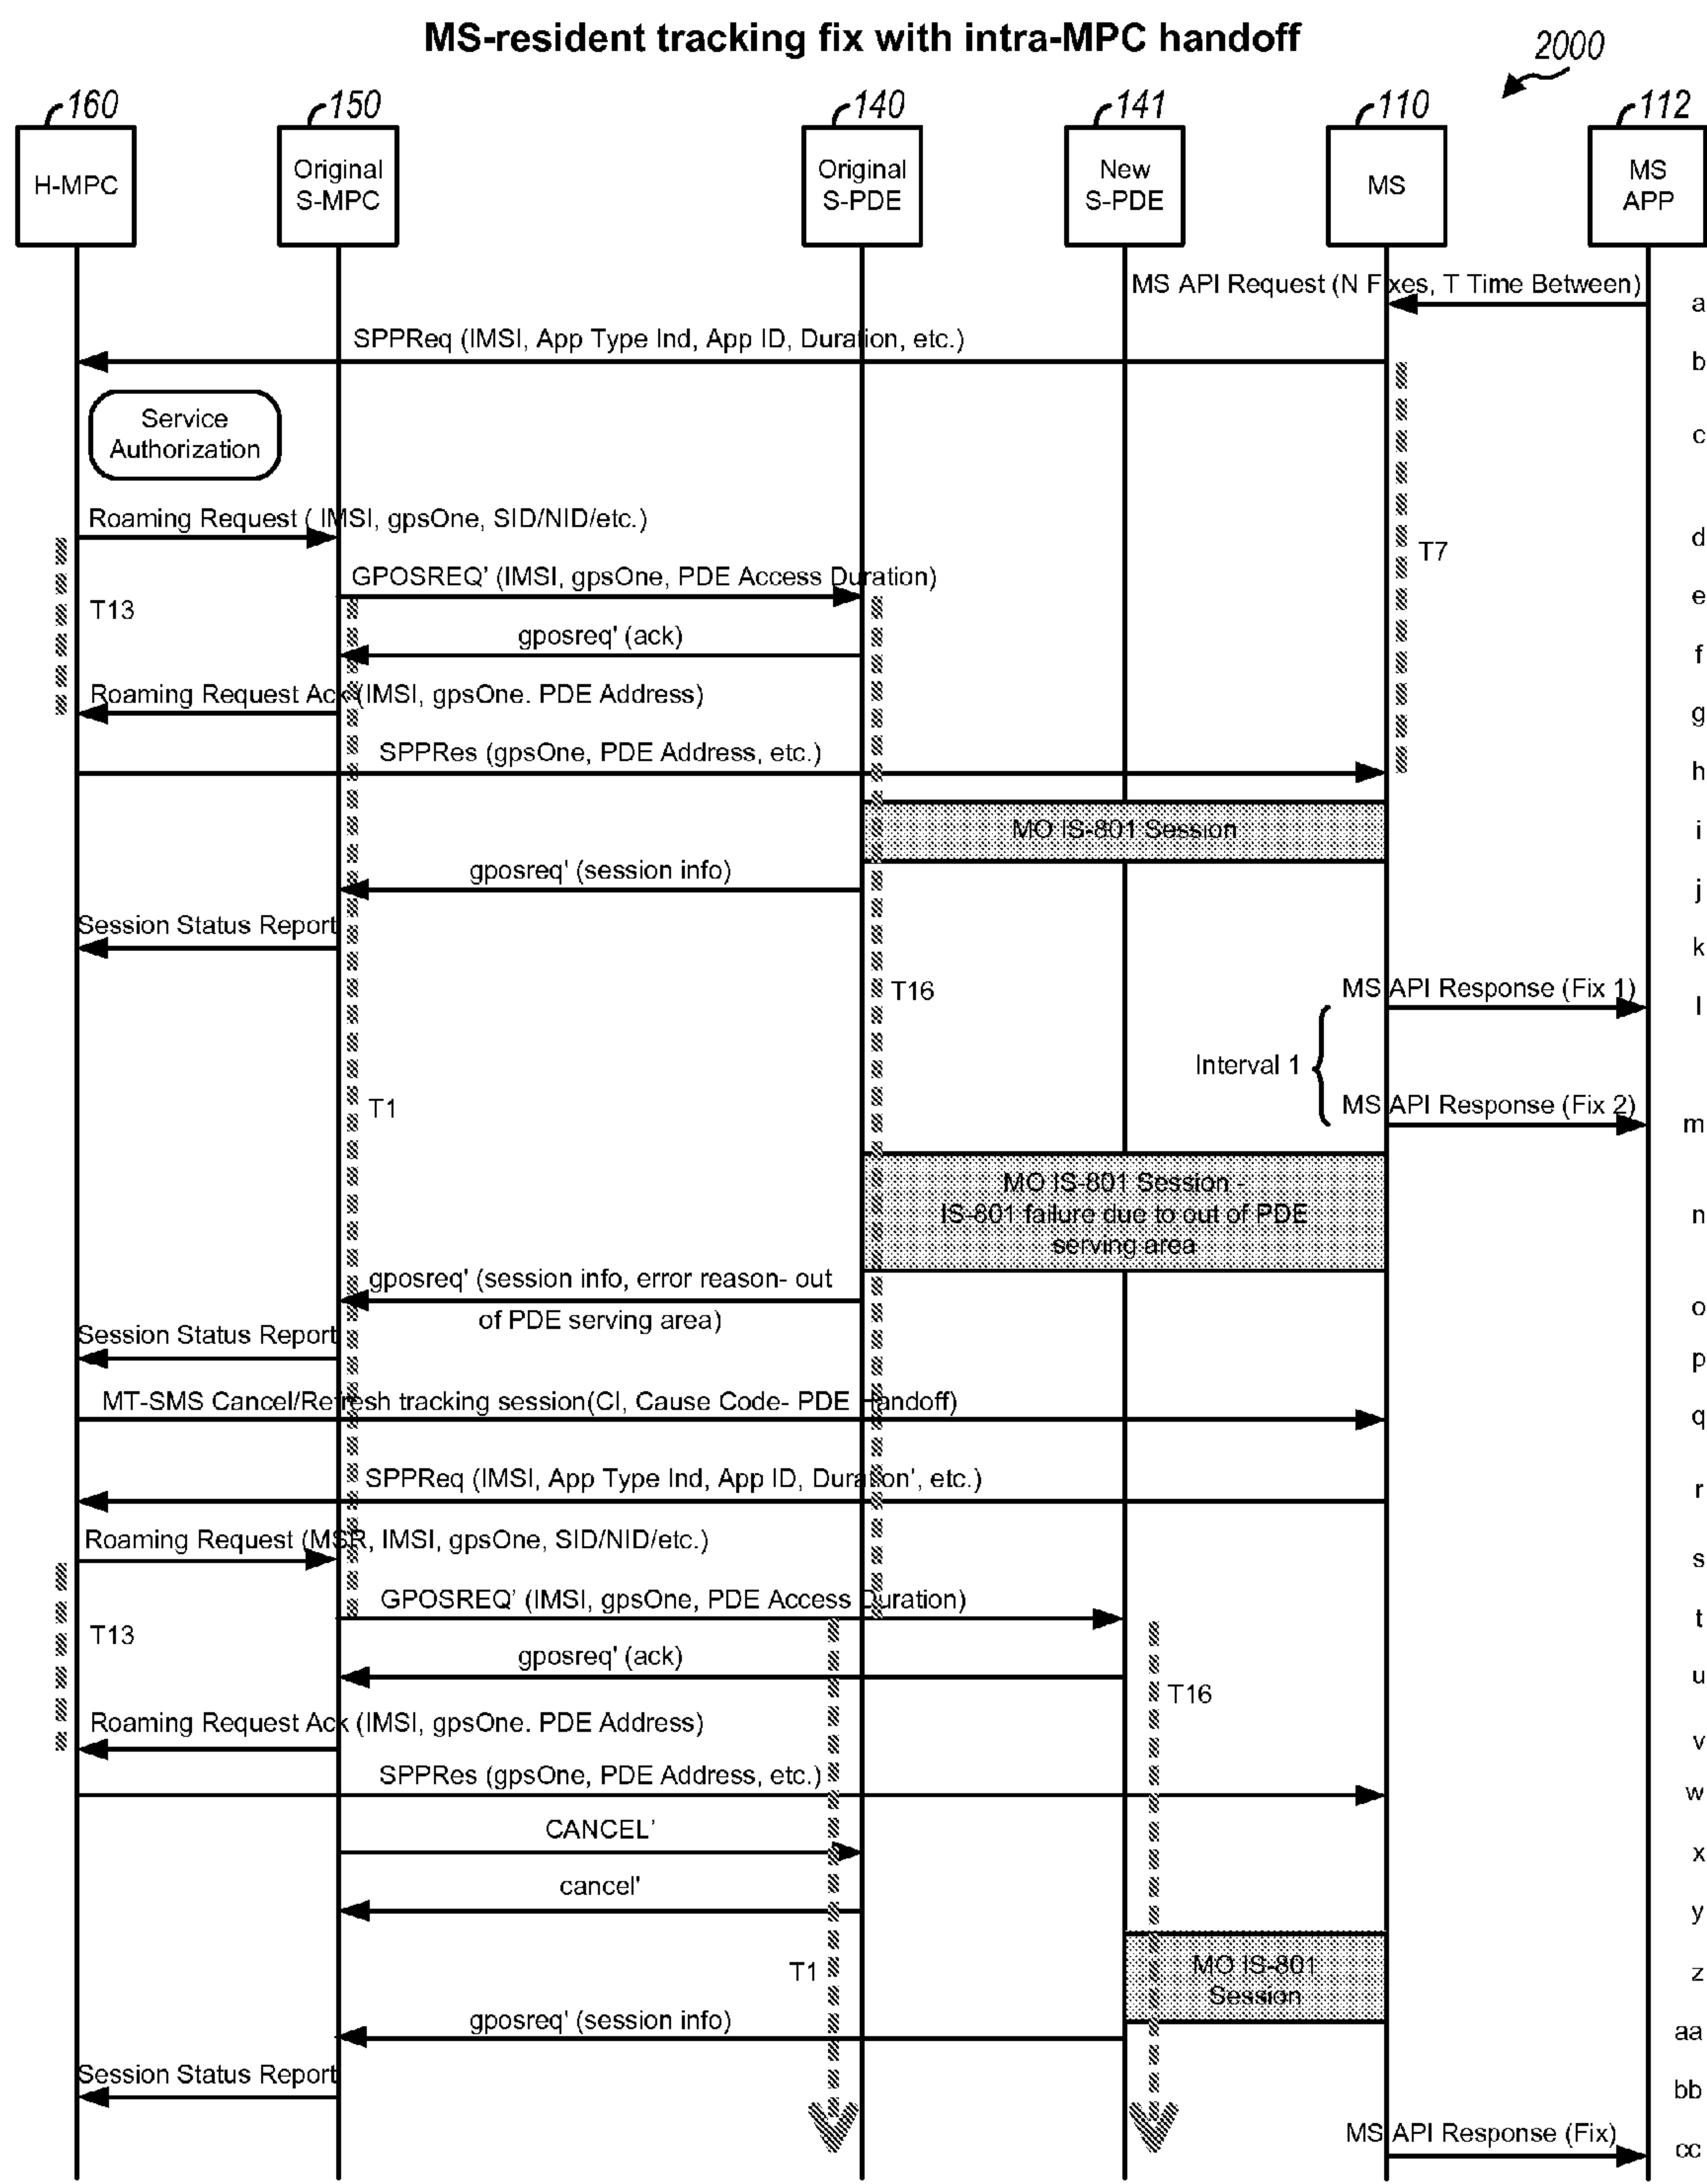 MS-resident tracking fix with intra-MPC handoff
2000
160
150
140
141
110
112
H-MPC
Original
S-MPC
Original
S-PDE
New
S-PDE
MS
MS
APP
MS API Request (N Fixes, T Time Between)
a
SPPReq (IMSI, App Type Ind, App ID, Duration, etc.)
b
Service
Authorization
c
Roaming Request ( IMSI, gpsOne, SID/NID/etc.)
d
T7
GPOSREQ' (IMSI, gpsOne, PDE Access Duration)
e
T13
gposreq' (ack)
f
Roaming Request Ack (IMSI, gpsOne. PDE Address)
g
SPPRes (gpsOne, PDE Address, etc.)
h
MO IS-801 Session
i
gposreq' (session info)
j
Session Status Report
k
T16
MS API Response (Fix 1)
l
Interval 1
T1
MS API Response (Fix 2)
m
MO IS-801 Session -
IS-801 failure due to out of PDE
serving area
n
gposreq' (session info, error reason- out
of PDE serving area)
o
Session Status Report
p
MT-SMS Cancel/Refresh tracking session(CI, Cause Code- PDE Handoff)
q
SPPReq (IMSI, App Type Ind, App ID, Duration', etc.)
r
Roaming Request (MSR, IMSI, gpsOne, SID/NID/etc.)
s
GPOSREQ' (IMSI, gpsOne, PDE Access Duration)
t
T13
gposreq' (ack)
u
T16
Roaming Request Ack (IMSI, gpsOne. PDE Address)
v
SPPRes (gpsOne, PDE Address, etc.)
w
CANCEL'
x
cancel'
y
T1
MO IS-801
Session
z
gposreq' (session info)
aa
Session Status Report
bb
MS API Response (Fix)
cc